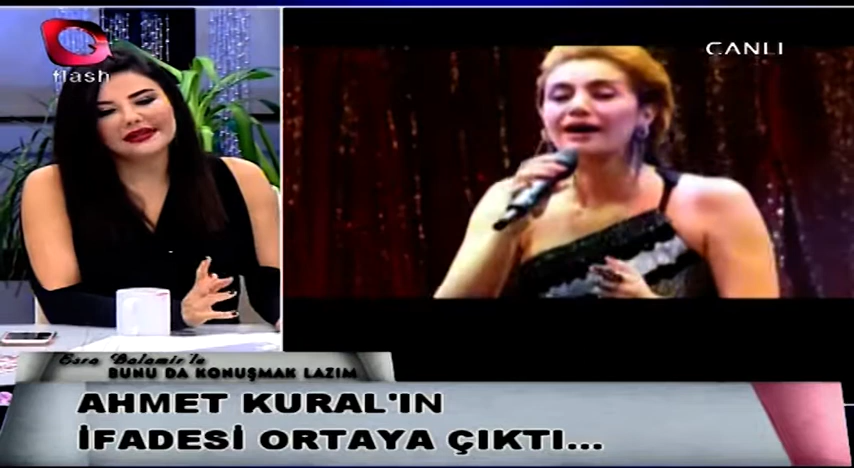 flash
CANLI
Esra Balamir'le
BUNU DA KONUŞMAK LAZIM
AHMET KURAL'IN
İFADESİ ORTAYA ÇIKTI...